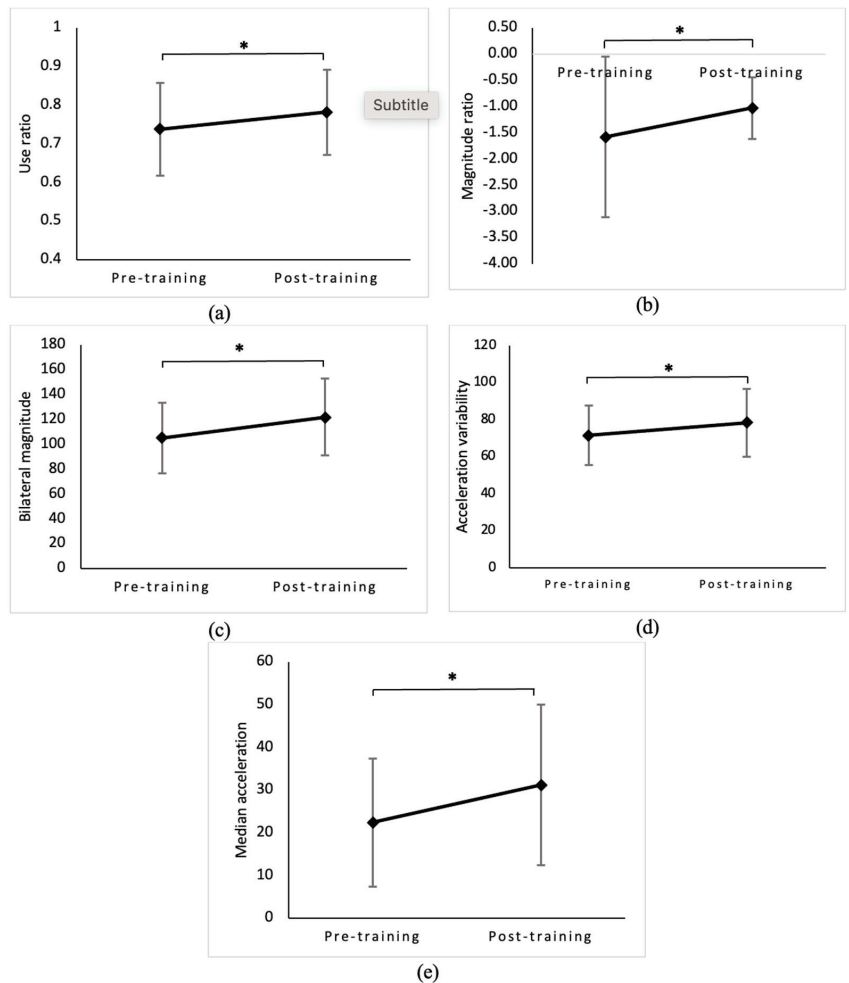 1
0.9
0.8
0.7
0.6
0.5
0.4
Use ratio
*
Subtitle
Pre-training Post-training
(a)
0.50
0.00
-0.50
-1.00
-1.50
-2.00
-2.50
-3.00
-3.50
-4.00
Magnitude ratio
*
Pre-training Post-training
(b)
180
160
140
120
100
80
60
40
20
0
Bilateral magnitude
*
Pre-training Post-training
(c)
120
100
80
60
40
20
0
Acceleration variability
*
Pre-training Post-training
(d)
60
50
40
30
20
10
0
Median acceleration
*
Pre-training Post-training
(e)